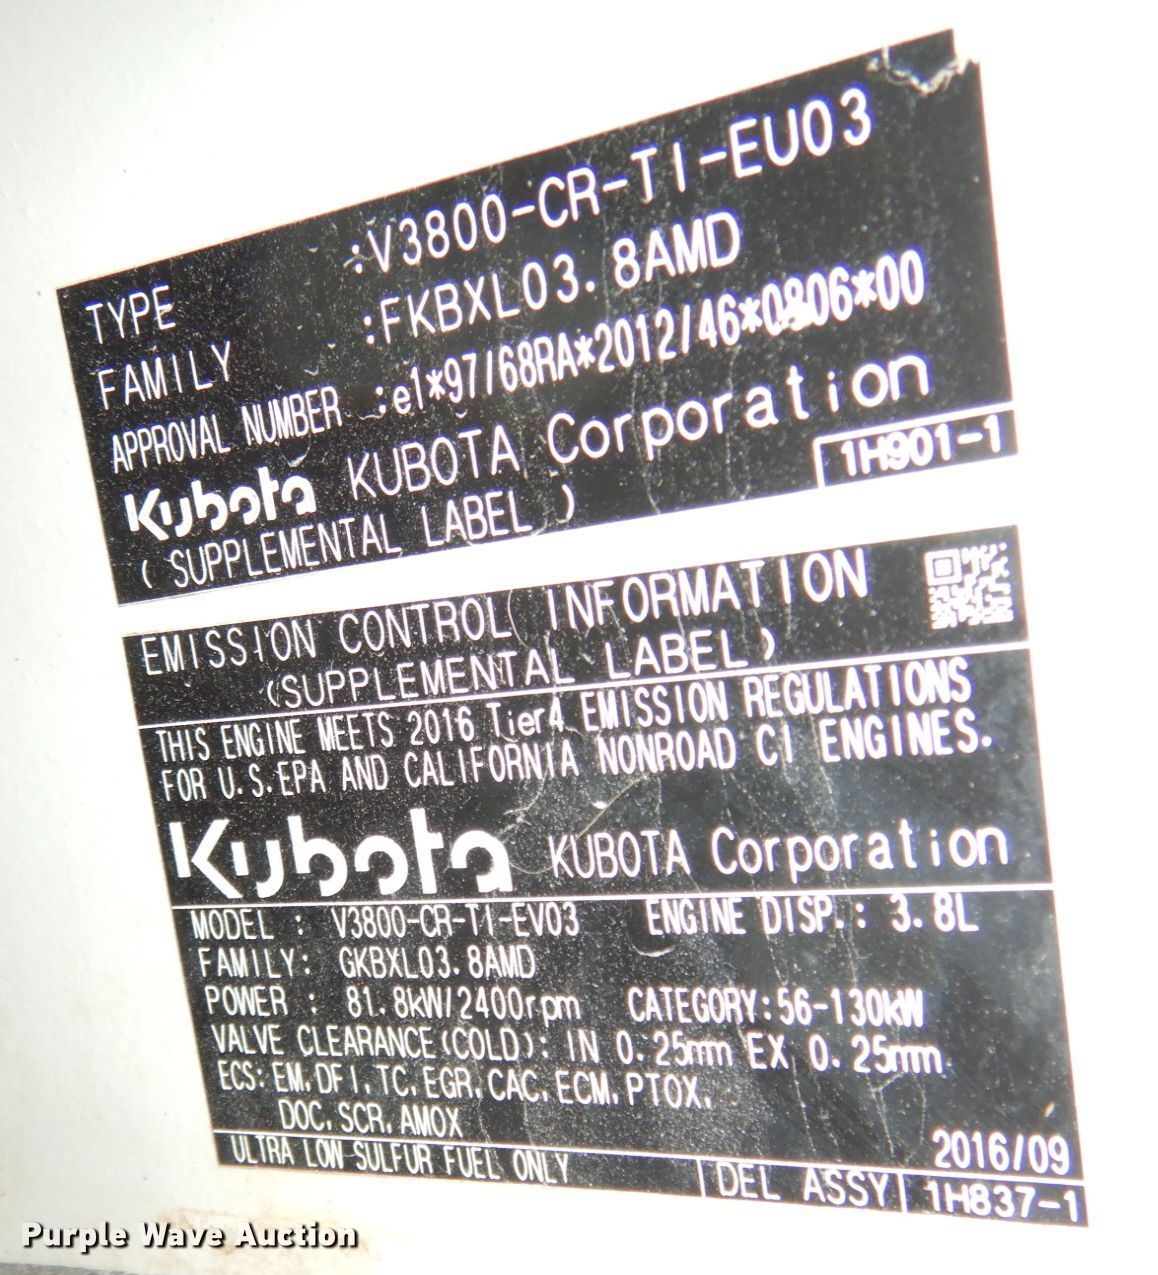 TYPE :V3800-CR-TI-EU03
FAMILY :FKBXL03.8AMD
APPROVAL NUMBER :e1*97/68RA*2012/46*0806*00
Kubota KUBOTA Corporation
(SUPPLEMENTAL LABEL) 1H901-1
EMISSION CONTROL INFORMATION
(SUPPLEMENTAL LABEL)
THIS ENGINE MEETS 2016 Tier4 EMISSION REGULATIONS
FOR U.S.EPA AND CALIFORNIA NONROAD CI ENGINES.
Kubota KUBOTA Corporation
MODEL : V3800-CR-TI-EV03 ENGINE DISP.: 3.8L
FAMILY: GKBXL03.8AMD
POWER : 81.8kW/2400rpm CATEGORY:56-130kW
VALVE CLEARANCE(COLD): IN 0.25mm EX 0.25mm
ECS: EM, DFI, TC, EGR, CAC, ECM, PTOX,
DOC, SCR, AMOX
2016/09
ULTRA LOW SULFUR FUEL ONLY DEL ASSY 1H837-1
Purple Wave Auction